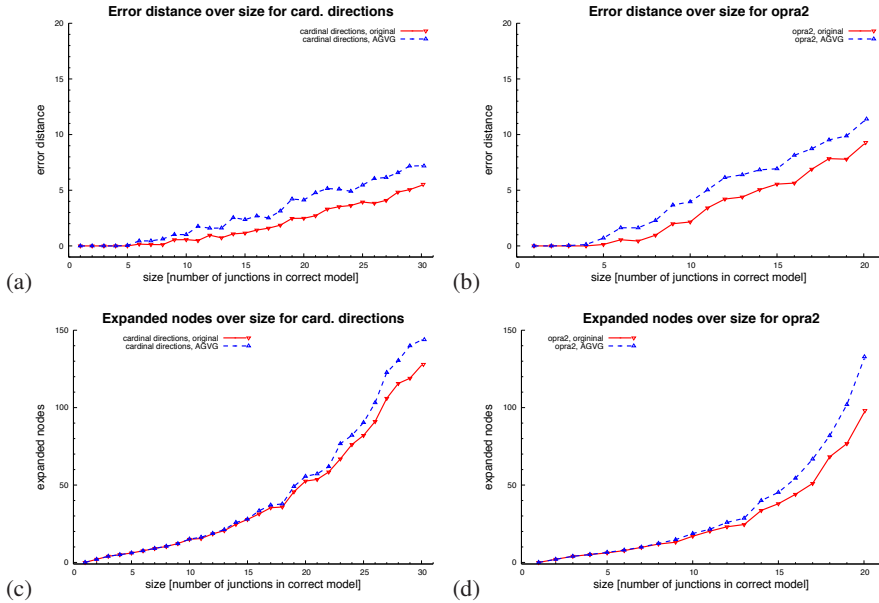 Error distance over size for card. directions
20
15
10
5
0
error distance
cardinal directions, original
cardinal directions, AGVG
0 5 10 15 20 25 30
size [number of junctions in correct model]
(a)
Error distance over size for opra2
20
15
10
5
0
error distance
opra2, original
opra2, AGVG
0 5 10 15 20
size [number of junctions in correct model]
(b)
Expanded nodes over size for card. directions
150
100
50
0
expanded nodes
cardinal directions, original
cardinal directions, AGVG
0 5 10 15 20 25 30
size [number of junctions in correct model]
(c)
Expanded nodes over size for opra2
150
100
50
0
expanded nodes
opra2, orgininal
opra2, AGVG
0 5 10 15 20
size [number of junctions in correct model]
(d)